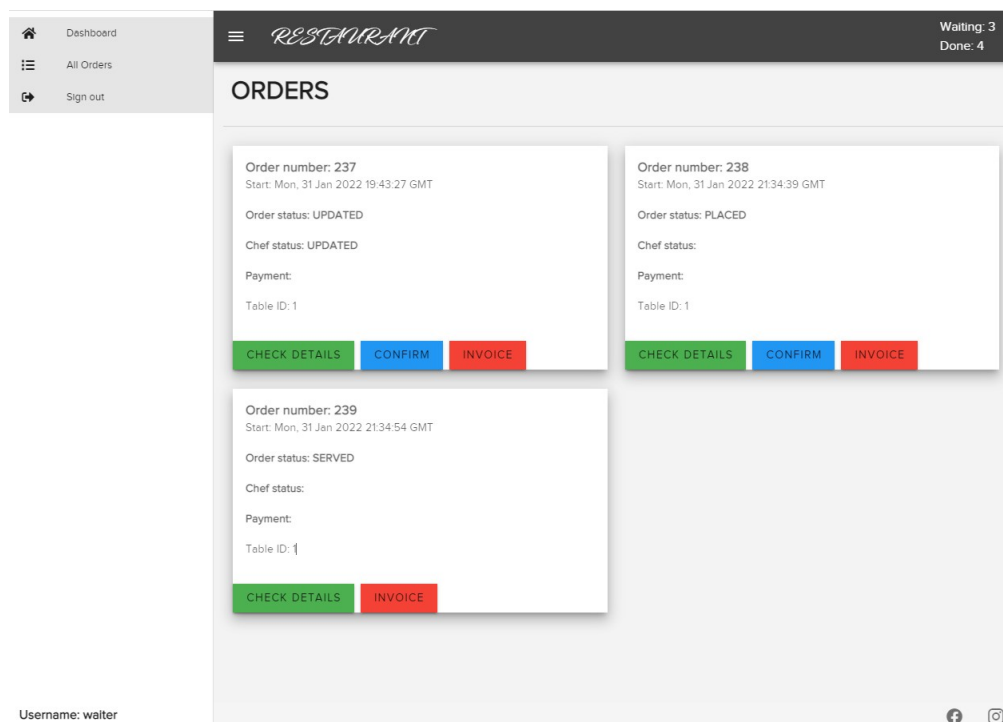 Dashboard
All Orders
Sign out
RESTAURANT
Waiting: 3
Done: 4
ORDERS
Order number: 237
Start: Mon, 31 Jan 2022 19:43:27 GMT
Order status: UPDATED
Chef status: UPDATED
Payment:
Table ID: 1
CHECK DETAILS
CONFIRM
INVOICE
Order number: 238
Start: Mon, 31 Jan 2022 21:34:39 GMT
Order status: PLACED
Chef status:
Payment:
Table ID: 1
CHECK DETAILS
CONFIRM
INVOICE
Order number: 239
Start: Mon, 31 Jan 2022 21:34:54 GMT
Order status: SERVED
Chef status:
Payment:
Table ID: 1
CHECK DETAILS
INVOICE
Username: waiter